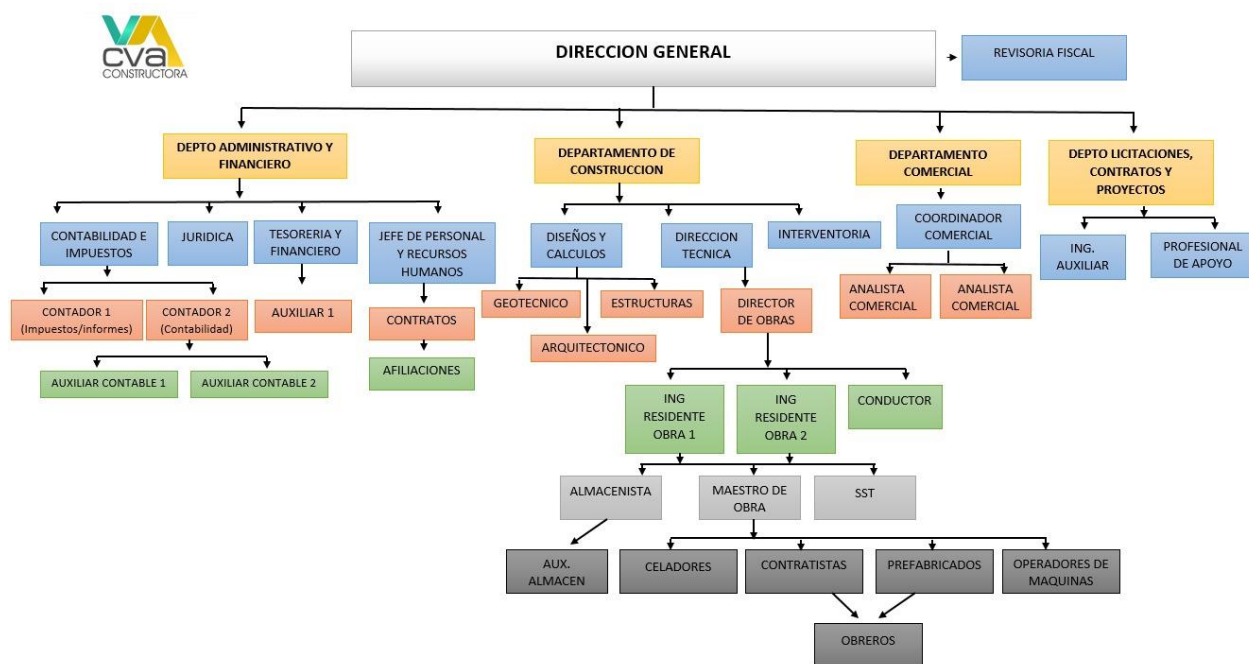 cva
CONSTRUCTORA
DIRECCION GENERAL
REVISORIA FISCAL
DEPTO ADMINISTRATIVO Y
FINANCIERO
DEPARTAMENTO DE
CONSTRUCCION
DEPARTAMENTO
COMERCIAL
DEPTO LICITACIONES,
CONTRATOS Y
PROYECTOS
CONTABILIDAD E
IMPUESTOS
JURIDICA
TESORERIA Y
FINANCIERO
JEFE DE PERSONAL
Y RECURSOS
HUMANOS
DISEÑOS Y
CALCULOS
DIRECCION
TECNICA
INTERVENTORIA
COORDINADOR
COMERCIAL
ING.
AUXILIAR
PROFESIONAL
DE APOYO
CONTADOR 1
(Impuestos/informes)
CONTADOR 2
(Contabilidad)
AUXILIAR 1
CONTRATOS
GEOTECNICO
ESTRUCTURAS
ARQUITECTONICO
DIRECTOR
DE OBRAS
ANALISTA
COMERCIAL
ANALISTA
COMERCIAL
AUXILIAR CONTABLE 1
AUXILIAR CONTABLE 2
AFILIACIONES
ING
RESIDENTE
OBRA 1
ING
RESIDENTE
OBRA 2
CONDUCTOR
ALMACENISTA
MAESTRO DE
OBRA
SST
AUX.
ALMACEN
CELADORES
CONTRATISTAS
PREFABRICADOS
OPERADORES DE
MAQUINAS
OBREROS